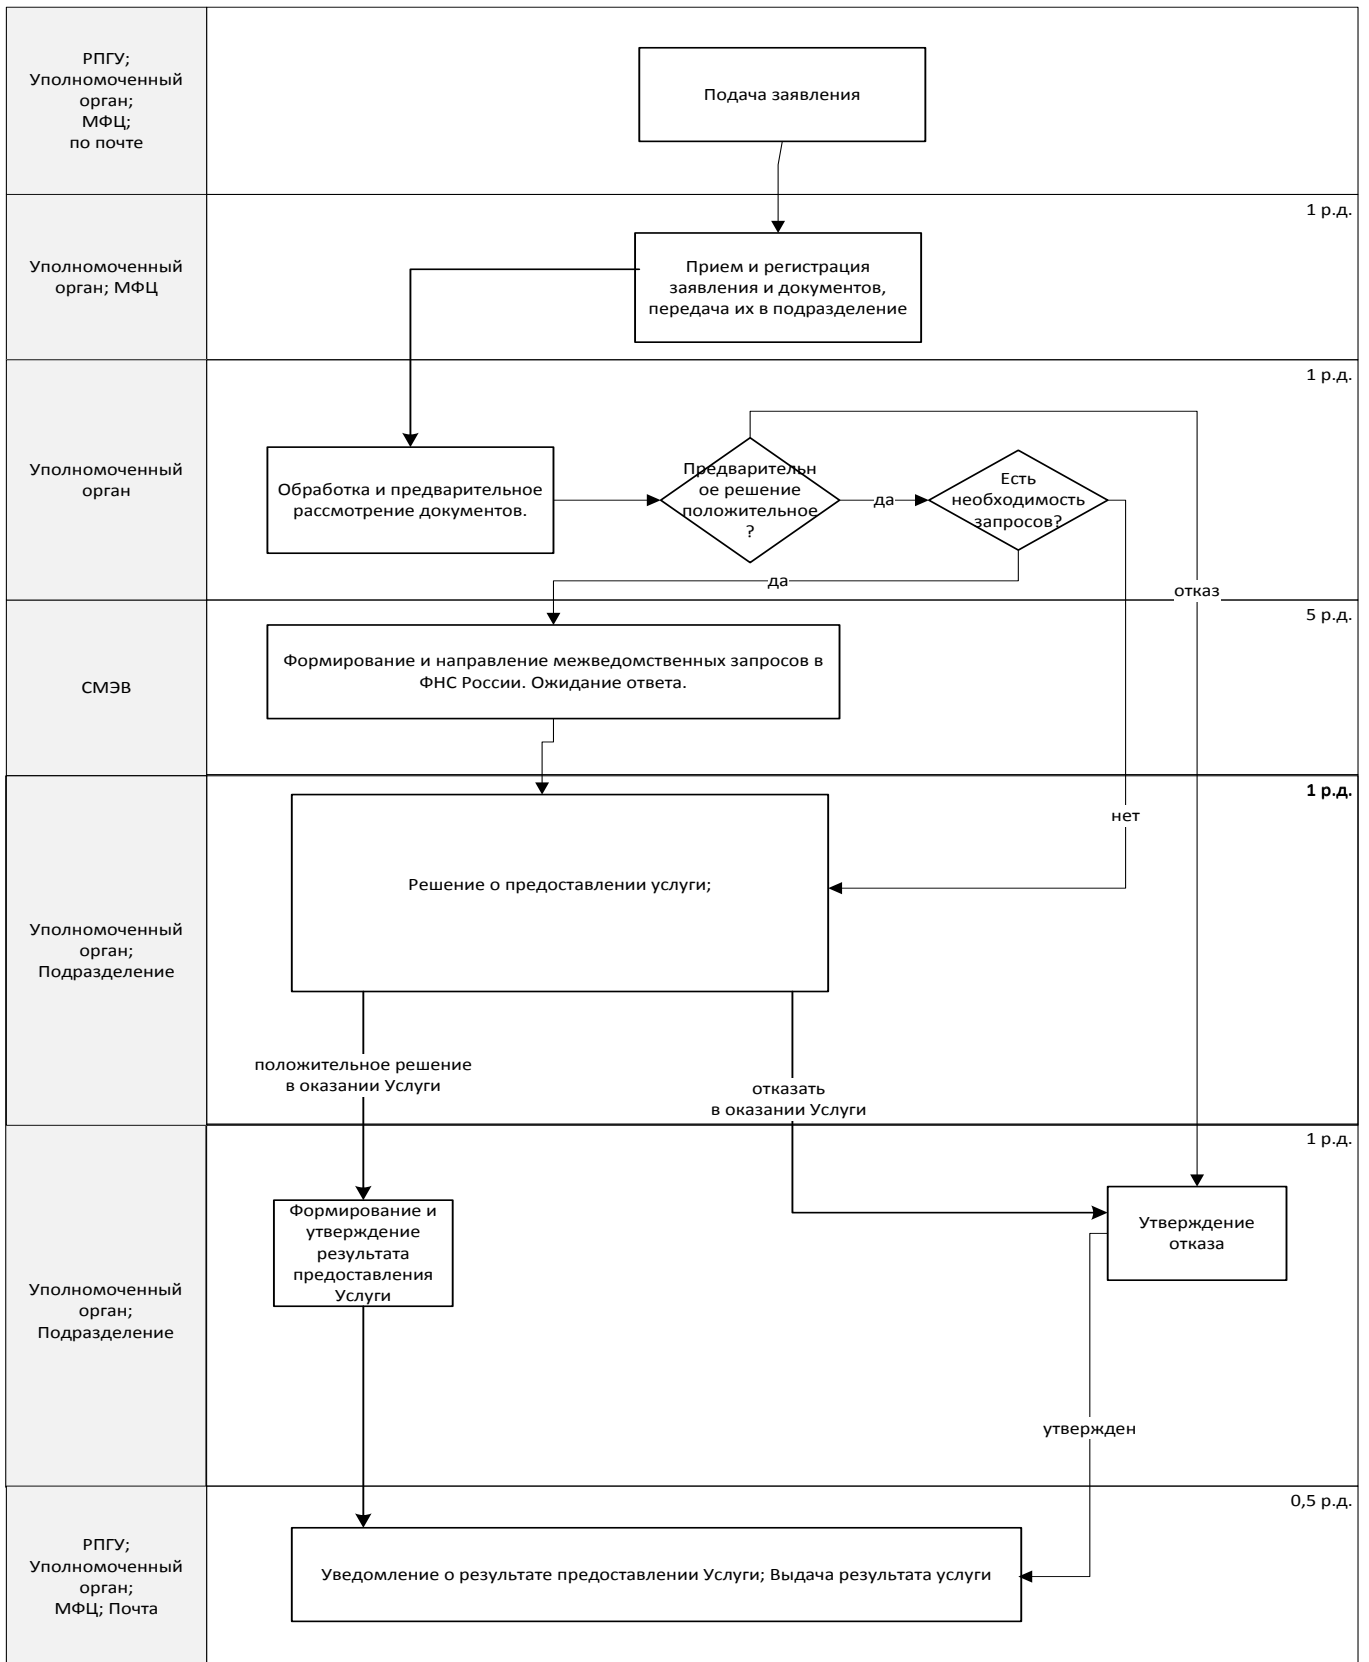 РПГУ;
Уполномоченный
орган;
МФЦ;
по почте
Подача заявления
1 р.д.
Уполномоченный
орган; МФЦ
Прием и регистрация
заявления и документов,
передача их в подразделение
1 р.д.
Уполномоченный
орган
Обработка и предварительное
рассмотрение документов.
Предварительн
ое решение
положительное
?
да
Есть
необходимость
запросов?
да
отказ
5 р.д.
СМЭВ
Формирование и направление межведомственных запросов в
ФНС России. Ожидание ответа.
1 р.д.
нет
Уполномоченный
орган;
Подразделение
Решение о предоставлении услуги;
положительное решение
в оказании Услуги
отказать
в оказании Услуги
1 р.д.
Уполномоченный
орган;
Подразделение
Формирование и
утверждение
результата
предоставления
Услуги
Утверждение
отказа
утвержден
0,5 р.д.
РПГУ;
Уполномоченный
орган;
МФЦ; Почта
Уведомление о результате предоставлении Услуги; Выдача результата услуги